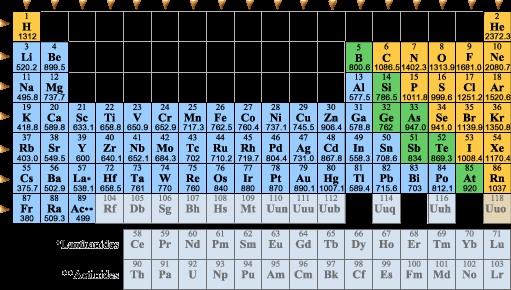 1 2
H He
1312 2372.3
3 4 5 6 7 8 9 10
Li Be B C N O F Ne
520.2 899.5 800.6 1086.5 1402.3 1313.9 1681.0 2080.7
11 12 13 14 15 16 17 18
Na Mg Al Si P S Cl Ar
495.8 737.7 577.5 786.5 1011.8 999.6 1251.2 1520.6
19 20 21 22 23 24 25 26 27 28 29 30 31 32 33 34 35 36
K Ca Sc Ti V Cr Mn Fe Co Ni Cu Zn Ga Ge As Se Br Kr
418.8 589.8 633.1 658.8 650.9 652.9 717.3 762.5 760.4 737.1 745.5 906.4 578.8 762 947.0 941.0 1139.9 1350.8
37 38 39 40 41 42 43 44 45 46 47 48 49 50 51 52 53 54
Rb Sr Y Zr Nb Mo Tc Ru Rh Pd Ag Cd In Sn Sb Te I Xe
403.0 549.5 600 640.1 652.1 684.3 702 710.2 719.7 804.4 731.0 867.8 558.3 708.6 834 869.3 1008.4 1170.4
55 56 57 72 73 74 75 76 77 78 79 80 81 82 83 84 85 86
Cs Ba La* Hf Ta W Re Os Ir Pt Au Hg Tl Pb Bi Po At Rn
375.7 502.9 538.1 658.5 761 770 760 840 880 870 890.1 1007.1 589.4 715.6 703 812.1 920 1037
87 88 89 104 105 106 107 108 109 110 111 112 114 116 118
Fr Ra Ac** Rf Db Sg Bh Hs Mt Uun Uuu Uub Uuq Uuh Uuo
380 509.3 499
58 59 60 61 62 63 64 65 66 67 68 69 70 71
*Lanthanides Ce Pr Nd Pm Sm Eu Gd Tb Dy Ho Er Tm Yb Lu
90 91 92 93 94 95 96 97 98 99 100 101 102 103
**Actinides Th Pa U Np Pu Am Cm Bk Cf Es Fm Md No Lr